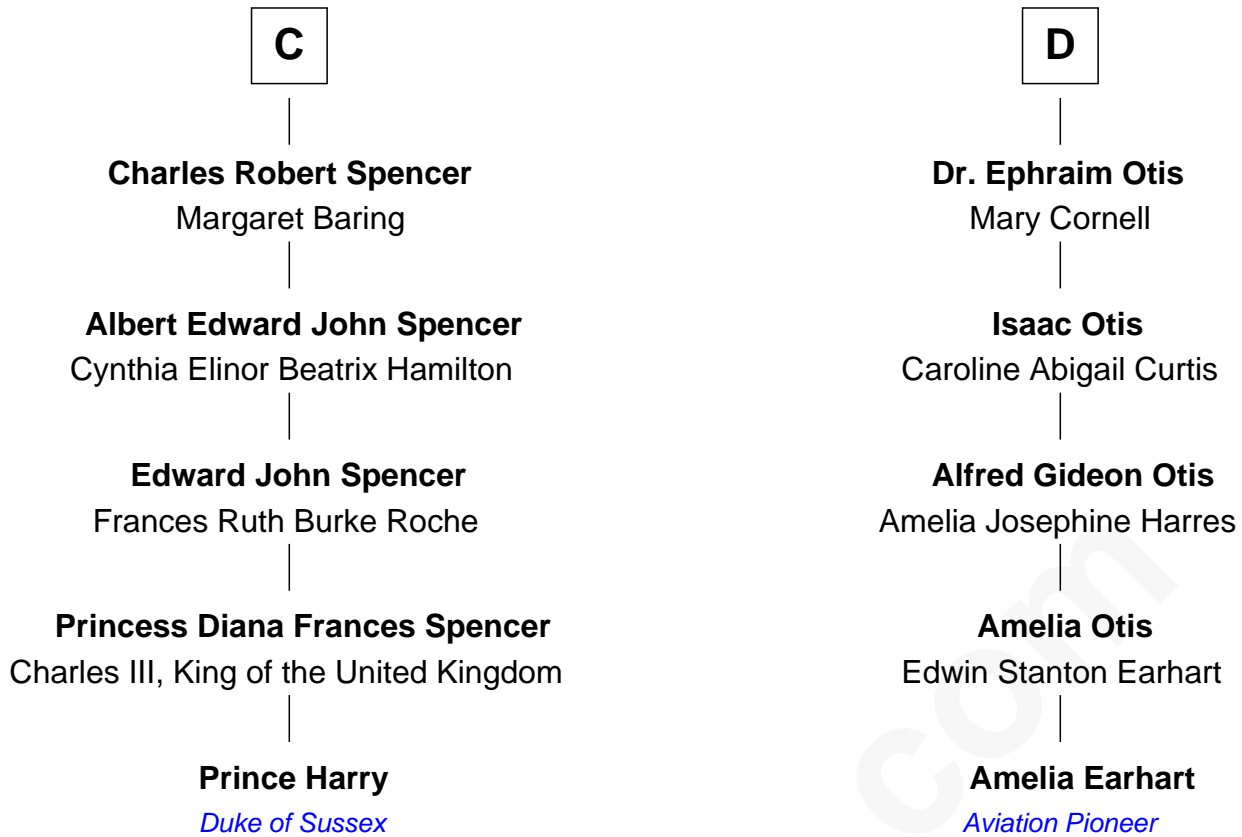 C
Charles Robert Spencer
Margaret Baring
Albert Edward John Spencer
Cynthia Elinor Beatrix Hamilton
Edward John Spencer
Frances Ruth Burke Roche
Princess Diana Frances Spencer
Charles III, King of the United Kingdom
Prince Harry
Duke of Sussex
D
Dr. Ephraim Otis
Mary Cornell
Isaac Otis
Caroline Abigail Curtis
Alfred Gideon Otis
Amelia Josephine Harres
Amelia Otis
Edwin Stanton Earhart
Amelia Earhart
Aviation Pioneer
com